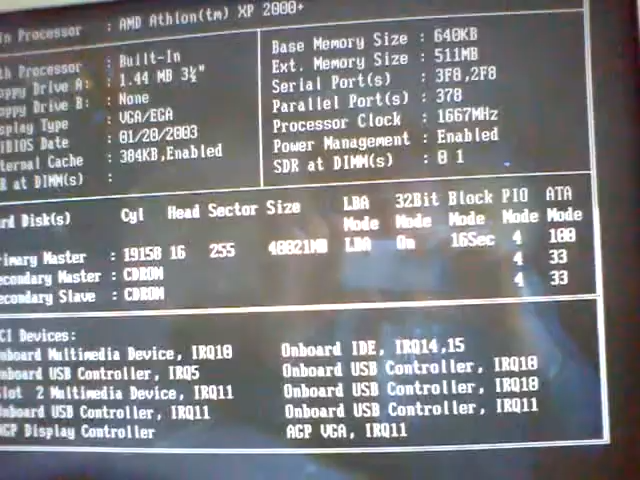 in Processor : AMD Athlon(tm) XP 2000+
th Processor : Built-In
oppy Drive A: : 1.44 MB 3½"
oppy Drive B: : None
splay Type : VGA/EGA
IBIOS Date : 01/20/2003
ternal Cache : 384KB,Enabled
R at DIMM(s) :
Base Memory Size : 640KB
Ext. Memory Size : 511MB
Serial Port(s) : 3F8,2F8
Parallel Port(s) : 378
Processor Clock : 1667MHz
Power Management : Enabled
SDR at DIMM(s) : 0 1
rd Disk(s) Cyl Head Sector Size LBA Mode 32Bit Mode Block Mode PIO Mode ATA Mode
imary Master : 19158 16 255 40021MB LBA On 16Sec 4 100
econdary Master : CDROM 4 33
econdary Slave : CDROM 4 33
CI Devices:
nboard Multimedia Device, IRQ10 Onboard IDE, IRQ14,15
nboard USB Controller, IRQ5 Onboard USB Controller, IRQ10
lot 2 Multimedia Device, IRQ11 Onboard USB Controller, IRQ10
nboard USB Controller, IRQ11 Onboard USB Controller, IRQ11
GP Display Controller AGP VGA, IRQ11